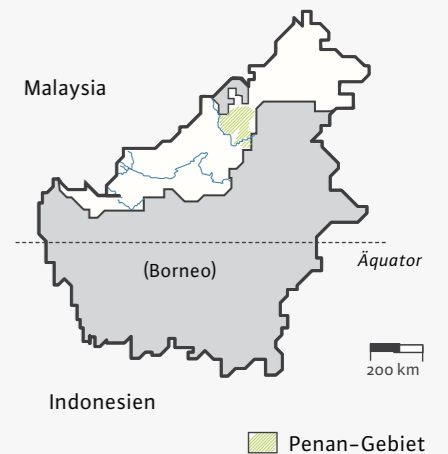 Malaysia
(Borneo)
Äquator
200 km
Indonesien
Penan-Gebiet